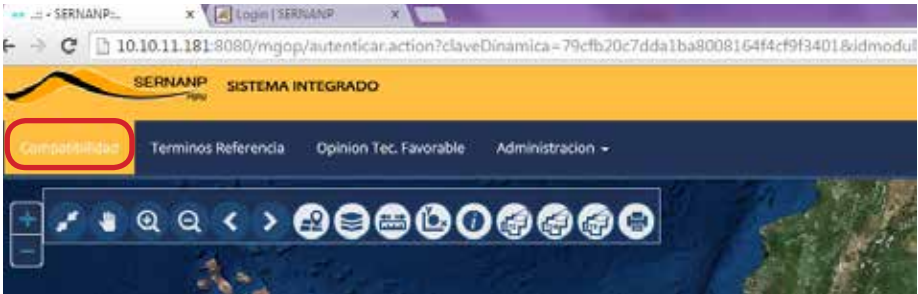 ..:: - SERNANP::.. × Login | SERNANP ×
10.10.11.181:8080/mgop/autenticar.action?claveDinamica=79cfb20c7dda1ba8008164f4cf9f3401&idmodul
SERNANP SISTEMA INTEGRADO
PERU
Compatibilidad Terminos Referencia Opinion Tec. Favorable Administracion